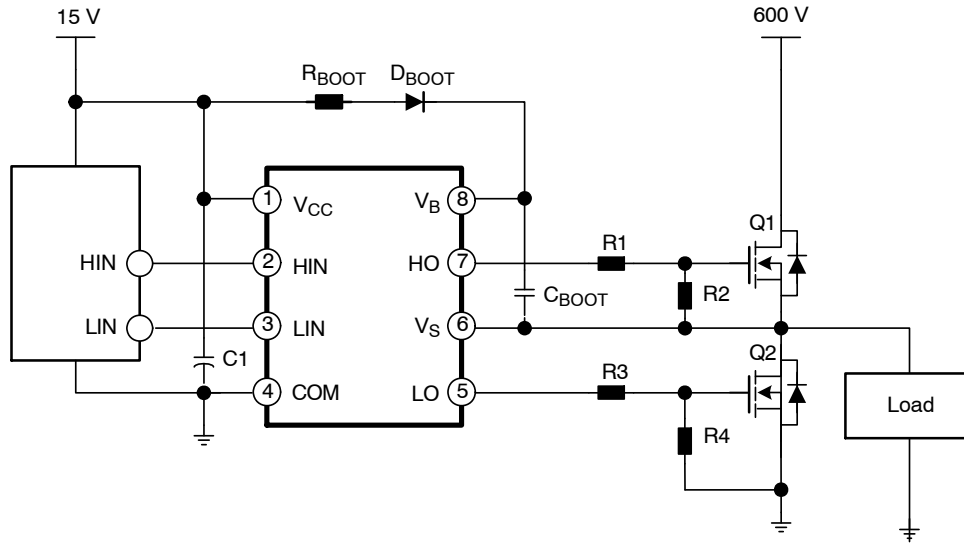 15 V
600 V
RBOOT
DBOOT
1
VCC
VB
8
Q1
HIN
2
HIN
HO
7
R1
R2
CBOOT
LIN
3
LIN
VS
6
C1
Q2
4
COM
LO
5
R3
R4
Load